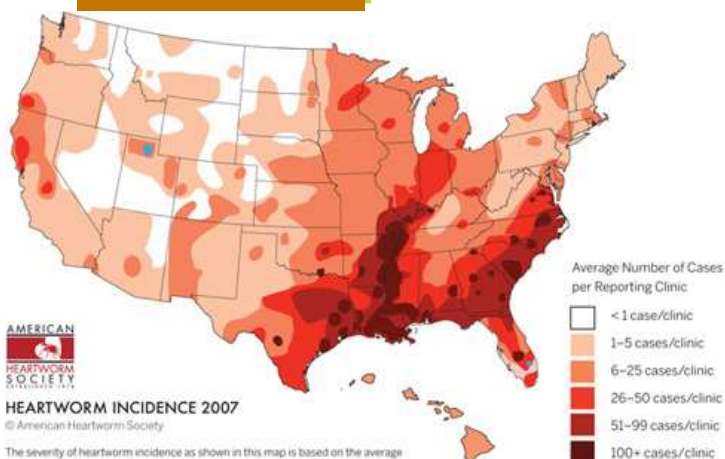 Average Number of Cases
per Reporting Clinic
< 1 case/clinic
1–5 cases/clinic
6–25 cases/clinic
26–50 cases/clinic
51–99 cases/clinic
100+ cases/clinic
AMERICAN
HEARTWORM
SOCIETY
HEARTWORM INCIDENCE 2007
© American Heartworm Society
The severity of heartworm incidence as shown in this map is based on the average